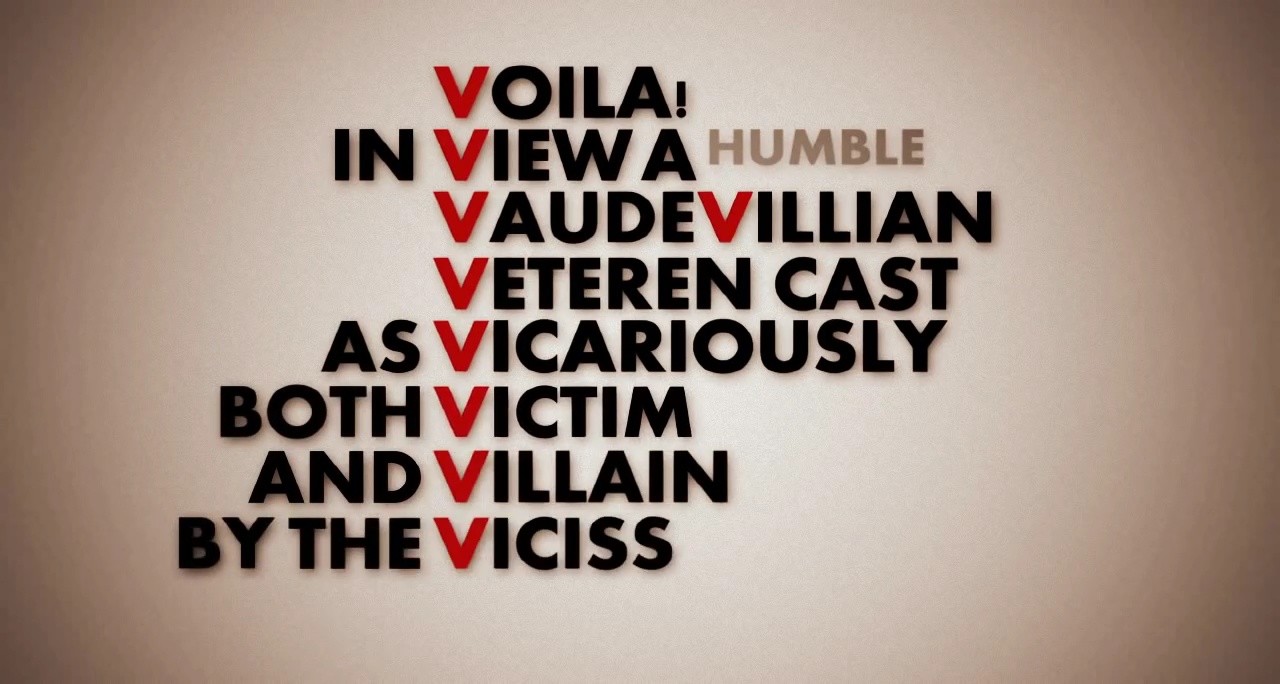 VOILA!
IN VIEW A HUMBLE
VAUDEVILLIAN
VETEREN CAST
AS VICARIOUSLY
BOTH VICTIM
AND VILLAIN
BY THE VICISS